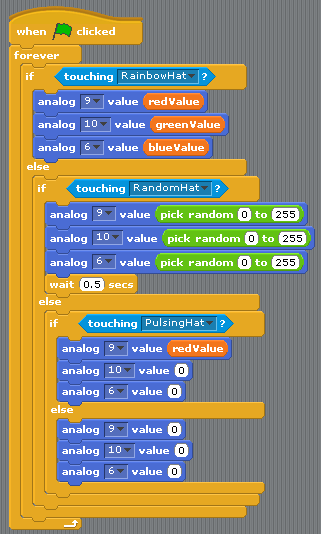 when clicked
forever
if touching RainbowHat ?
analog 9 value redValue
analog 10 value greenValue
analog 6 value blueValue
else
if touching RandomHat ?
analog 9 value pick random 0 to 255
analog 10 value pick random 0 to 255
analog 6 value pick random 0 to 255
wait 0.5 secs
else
if touching PulsingHat ?
analog 9 value redValue
analog 10 value 0
analog 6 value 0
else
analog 9 value 0
analog 10 value 0
analog 6 value 0